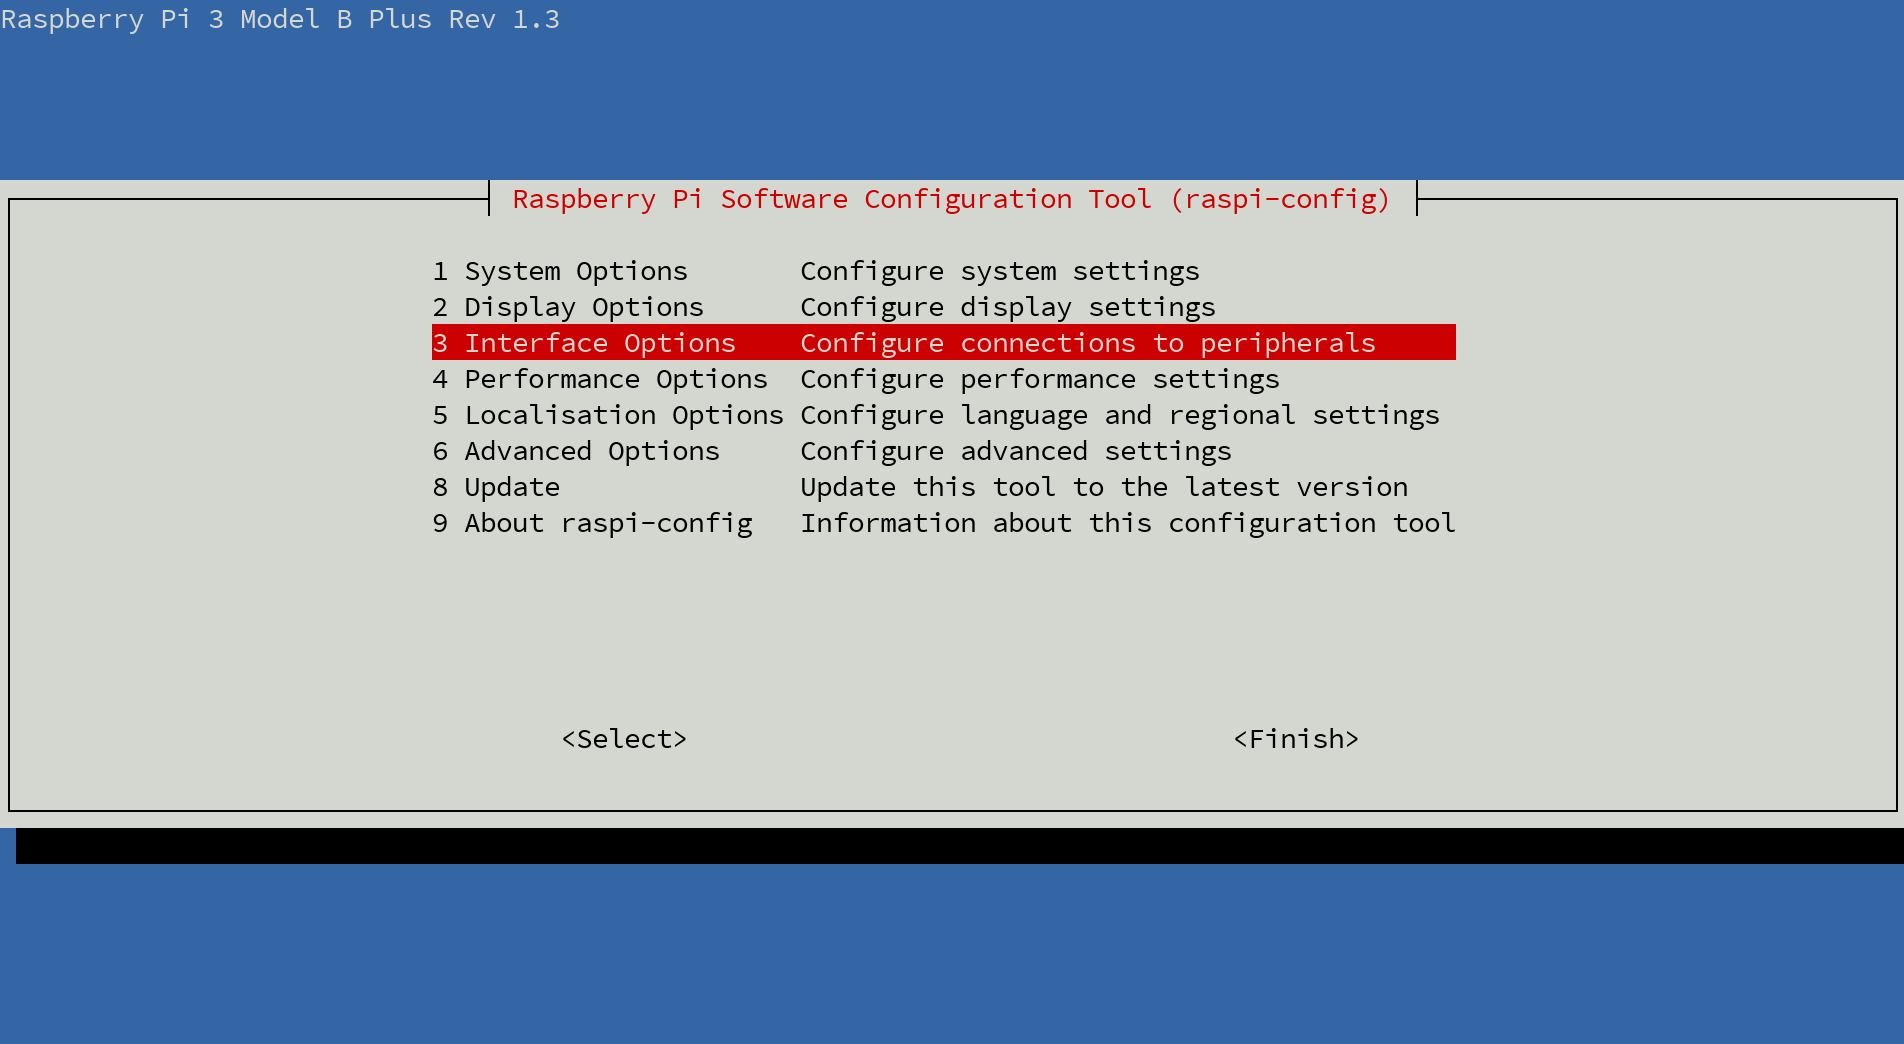 Raspberry Pi 3 Model B Plus Rev 1.3
Raspberry Pi Software Configuration Tool (raspi-config)
1 System Options Configure system settings
2 Display Options Configure display settings
3 Interface Options Configure connections to peripherals
4 Performance Options Configure performance settings
5 Localisation Options Configure language and regional settings
6 Advanced Options Configure advanced settings
8 Update Update this tool to the latest version
9 About raspi-config Information about this configuration tool
<Select> <Finish>